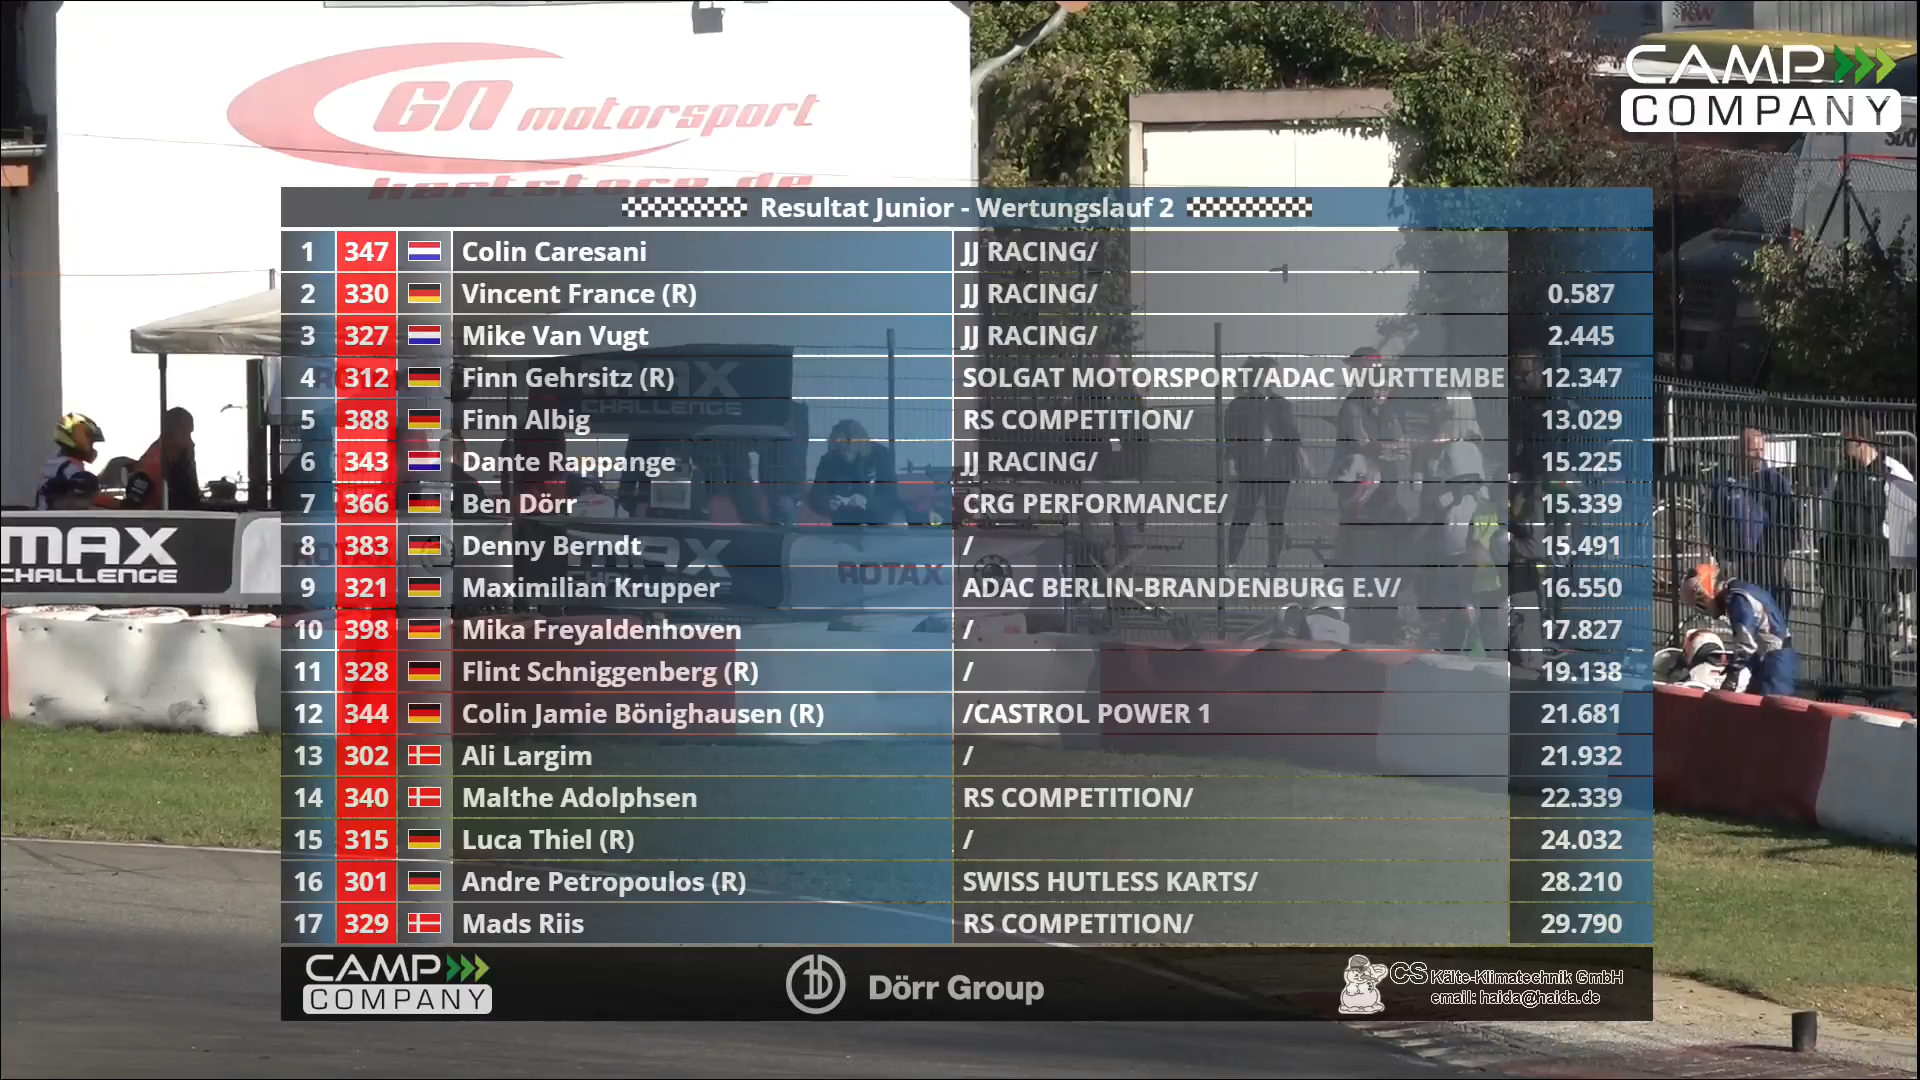 GN motorsport
kartstore.de
CAMP
COMPANY
Resultat Junior - Wertungslauf 2
1 347 Colin Caresani JJ RACING/
2 330 Vincent France (R) JJ RACING/ 0.587
3 327 Mike Van Vugt JJ RACING/ 2.445
4 312 Finn Gehrsitz (R) SOLGAT MOTORSPORT/ADAC WÜRTTEMBE 12.347
5 388 Finn Albig RS COMPETITION/ 13.029
6 343 Dante Rappange JJ RACING/ 15.225
7 366 Ben Dörr CRG PERFORMANCE/ 15.339
8 383 Denny Berndt / 15.491
9 321 Maximilian Krupper ADAC BERLIN-BRANDENBURG E.V/ 16.550
10 398 Mika Freyaldenhoven / 17.827
11 328 Flint Schniggenberg (R) / 19.138
12 344 Colin Jamie Bönighausen (R) /CASTROL POWER 1 21.681
13 302 Ali Largim / 21.932
14 340 Malthe Adolphsen RS COMPETITION/ 22.339
15 315 Luca Thiel (R) / 24.032
16 301 Andre Petropoulos (R) SWISS HUTLESS KARTS/ 28.210
17 329 Mads Riis RS COMPETITION/ 29.790
MAX
CHALLENGE
MAX
CHALLENGE
ROTAX
CAMP
COMPANY
Dörr Group
CS Kälte-Klimatechnik GmbH
email: haida@haida.de